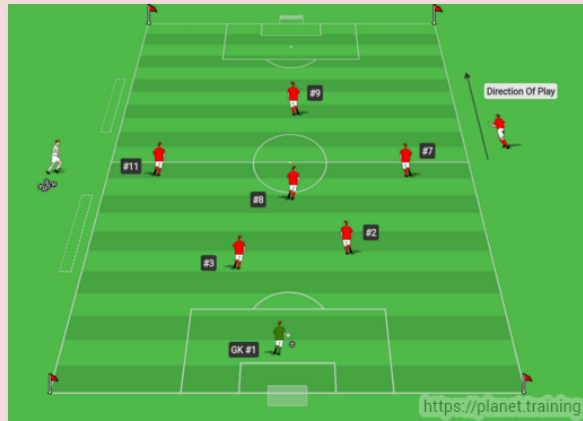 #9
Direction Of Play
#11
#7
#8
#2
#3
GK #1
https://planet.training